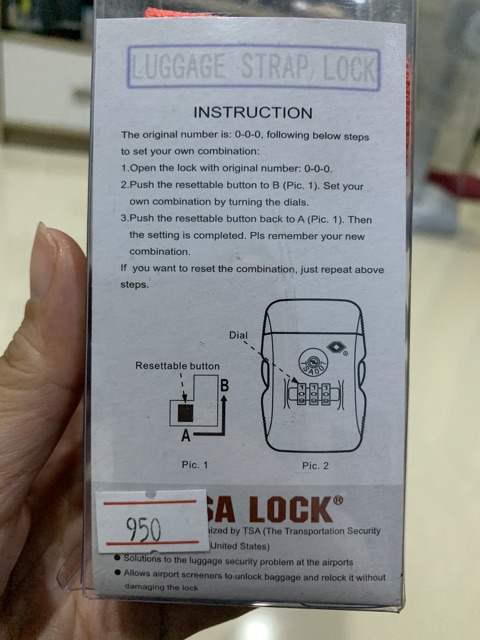 LUGGAGE STRAP LOCK
INSTRUCTION
The original number is: 0-0-0, following below steps
to set your own combination:
1.Open the lock with original number: 0-0-0.
2.Push the resettable button to B (Pic. 1). Set your
own combination by turning the dials.
3.Push the resettable button back to A (Pic. 1). Then
the setting is completed. Pls remember your new
combination.
If you want to reset the combination, just repeat above
steps.
Dial
Resettable button
B
A
Pic. 1
Pic. 2
SA LOCK®
950
ized by TSA (The Transportation Security
United States)
● Solutions to the luggage security problem at the airports
● Allows airport screeners to unlock baggage and relock it without
damaging the lock